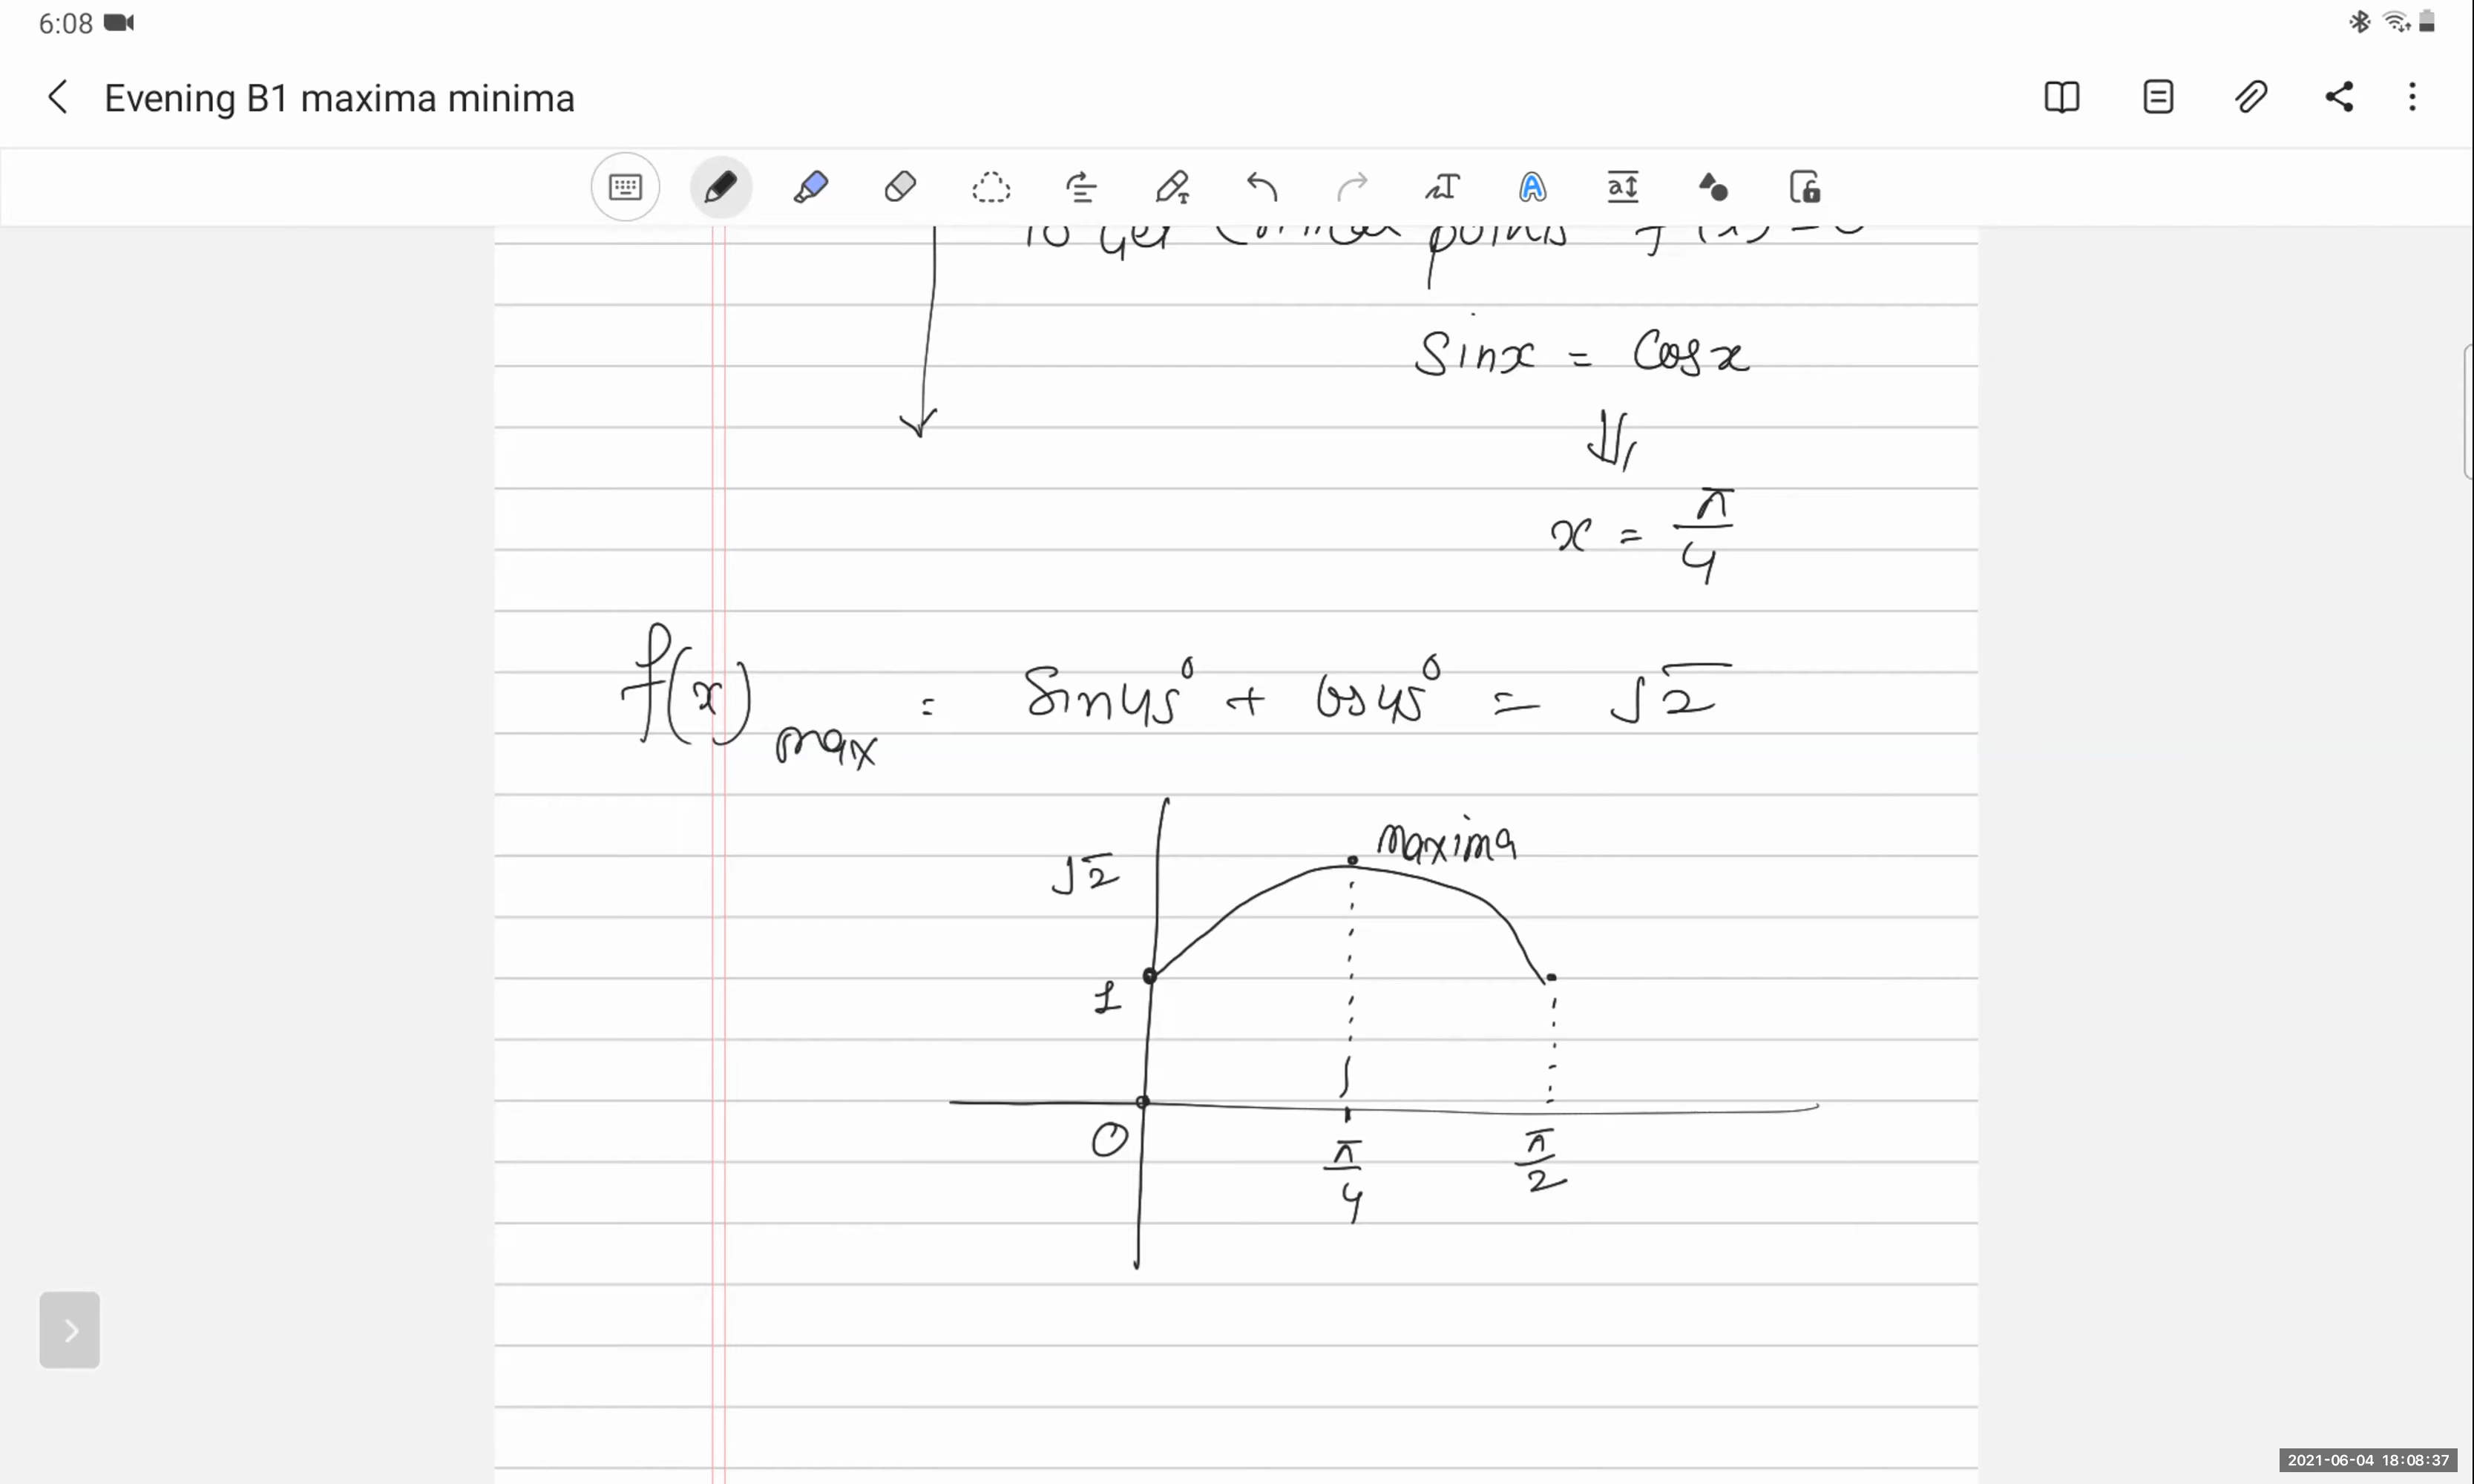 6:08
Evening B1 maxima minima
points
Sinx = Cosx
⇓
x = π/4
f(x) max = Sin45° + Cos45° = √2
maxima
√2
1
0
π/4 π/2
2021-06-04 18:08:37